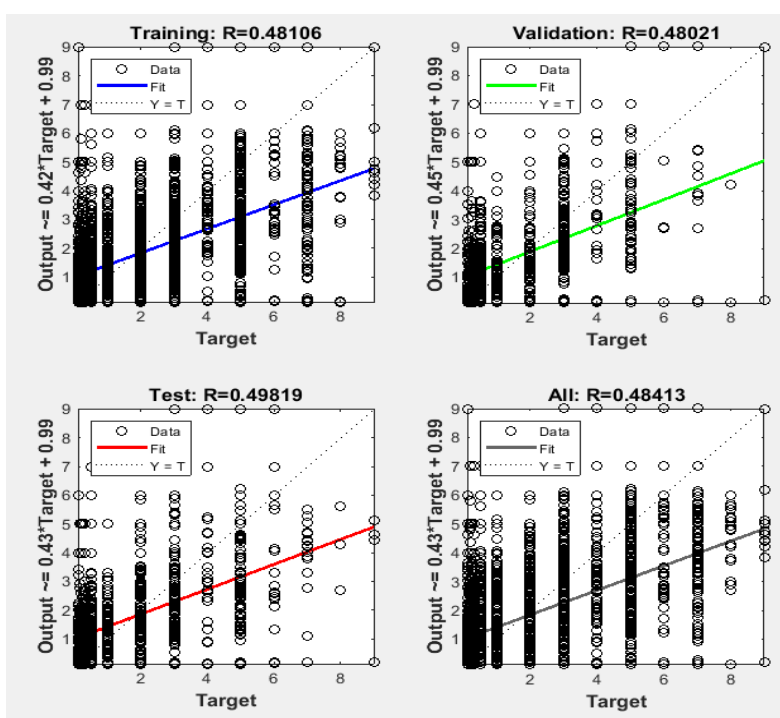 Training: R=0.48106
Output ~= 0.42*Target + 0.99
9
8
7
6
5
4
3
2
1
Data
Fit
Y = T
2 4 6 8
Target
Validation: R=0.48021
Output ~= 0.45*Target + 0.99
9
8
7
6
5
4
3
2
1
Data
Fit
Y = T
2 4 6 8
Target
Test: R=0.49819
Output ~= 0.43*Target + 0.99
9
8
7
6
5
4
3
2
1
Data
Fit
Y = T
2 4 6 8
Target
All: R=0.48413
Output ~= 0.43*Target + 0.99
9
8
7
6
5
4
3
2
1
Data
Fit
Y = T
2 4 6 8
Target